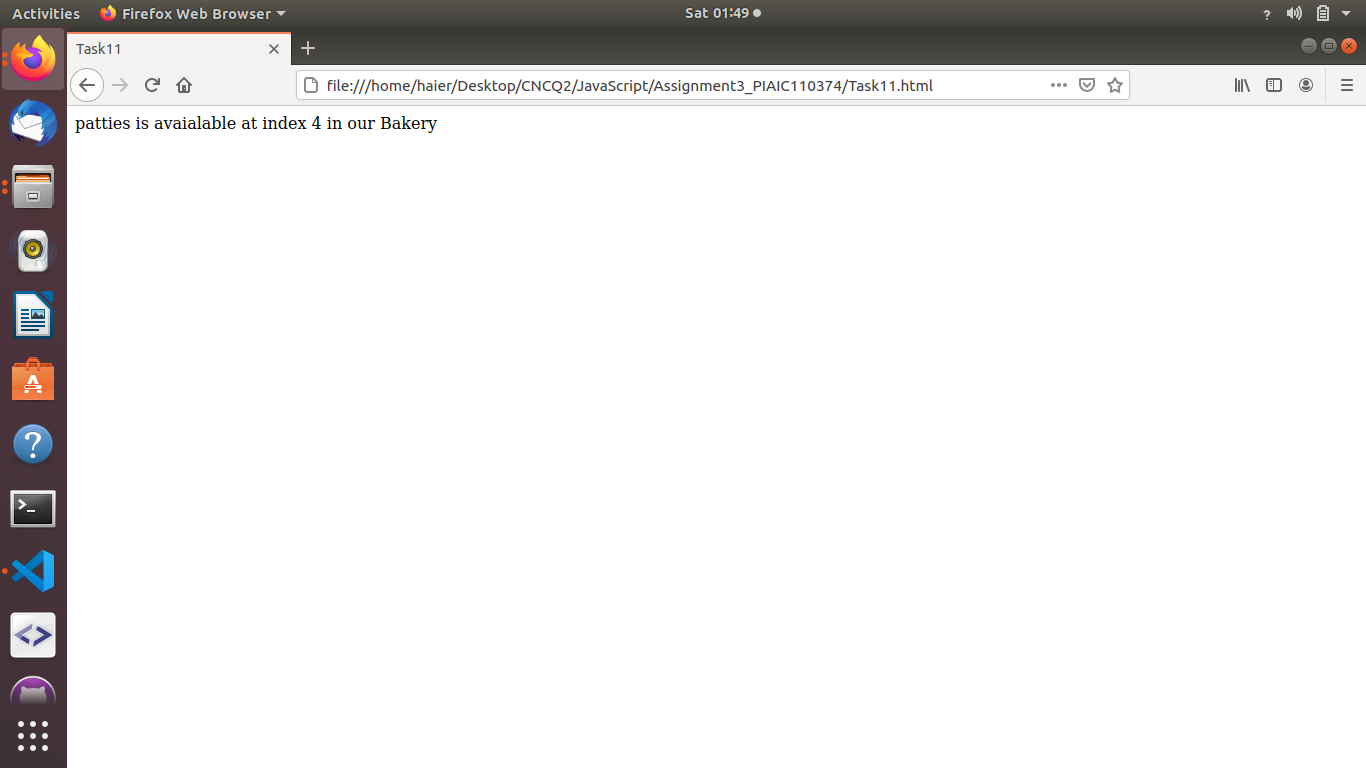 Activities Firefox Web Browser Sat 01:49
Task11
file:///home/haier/Desktop/CNCQ2/JavaScript/Assignment3_PIAIC110374/Task11.html
patties is avaialable at index 4 in our Bakery